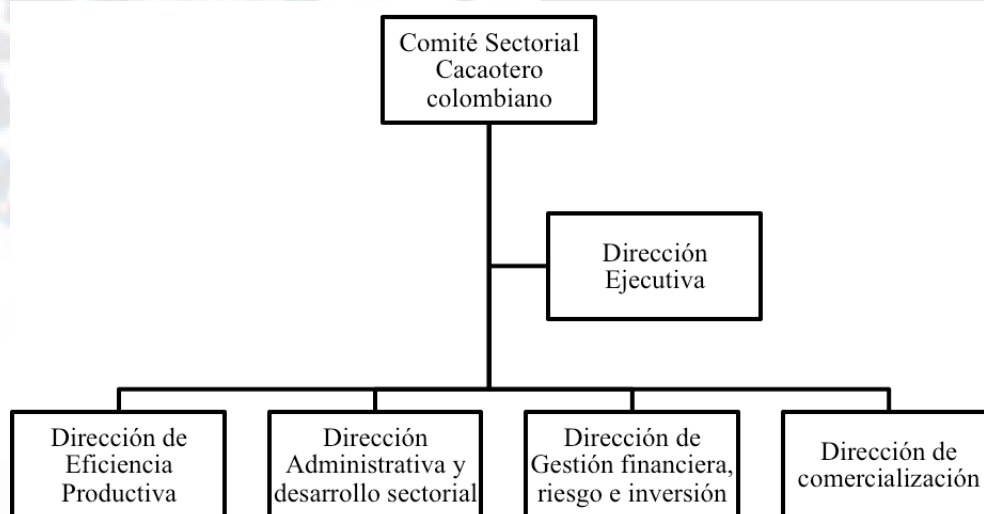 Comité Sectorial
Cacaotero
colombiano
Dirección
Ejecutiva
Dirección de
Eficiencia
Productiva
Dirección
Administrativa y
desarrollo sectorial
Dirección de
Gestión financiera,
riesgo e inversión
Dirección de
comercialización